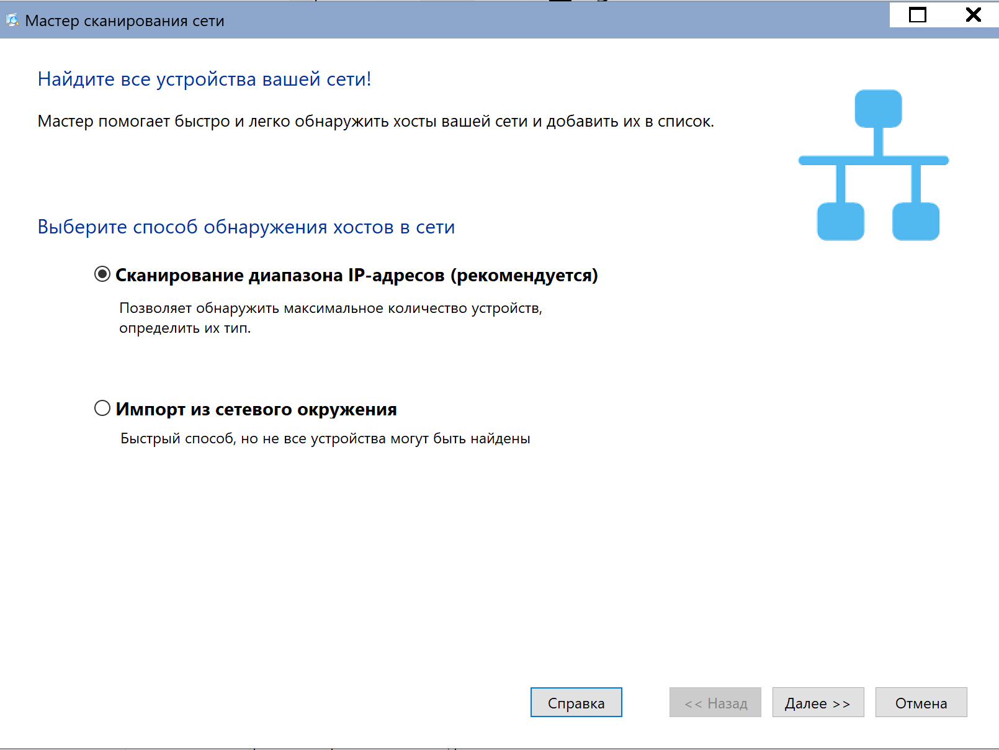 Мастер сканирования сети
Найдите все устройства вашей сети!
Мастер помогает быстро и легко обнаружить хосты вашей сети и добавить их в список.
Выберите способ обнаружения хостов в сети
Сканирование диапазона IP-адресов (рекомендуется)
Позволяет обнаружить максимальное количество устройств,
определить их тип.
Импорт из сетевого окружения
Быстрый способ, но не все устройства могут быть найдены
Справка
<< Назад
Далее >>
Отмена